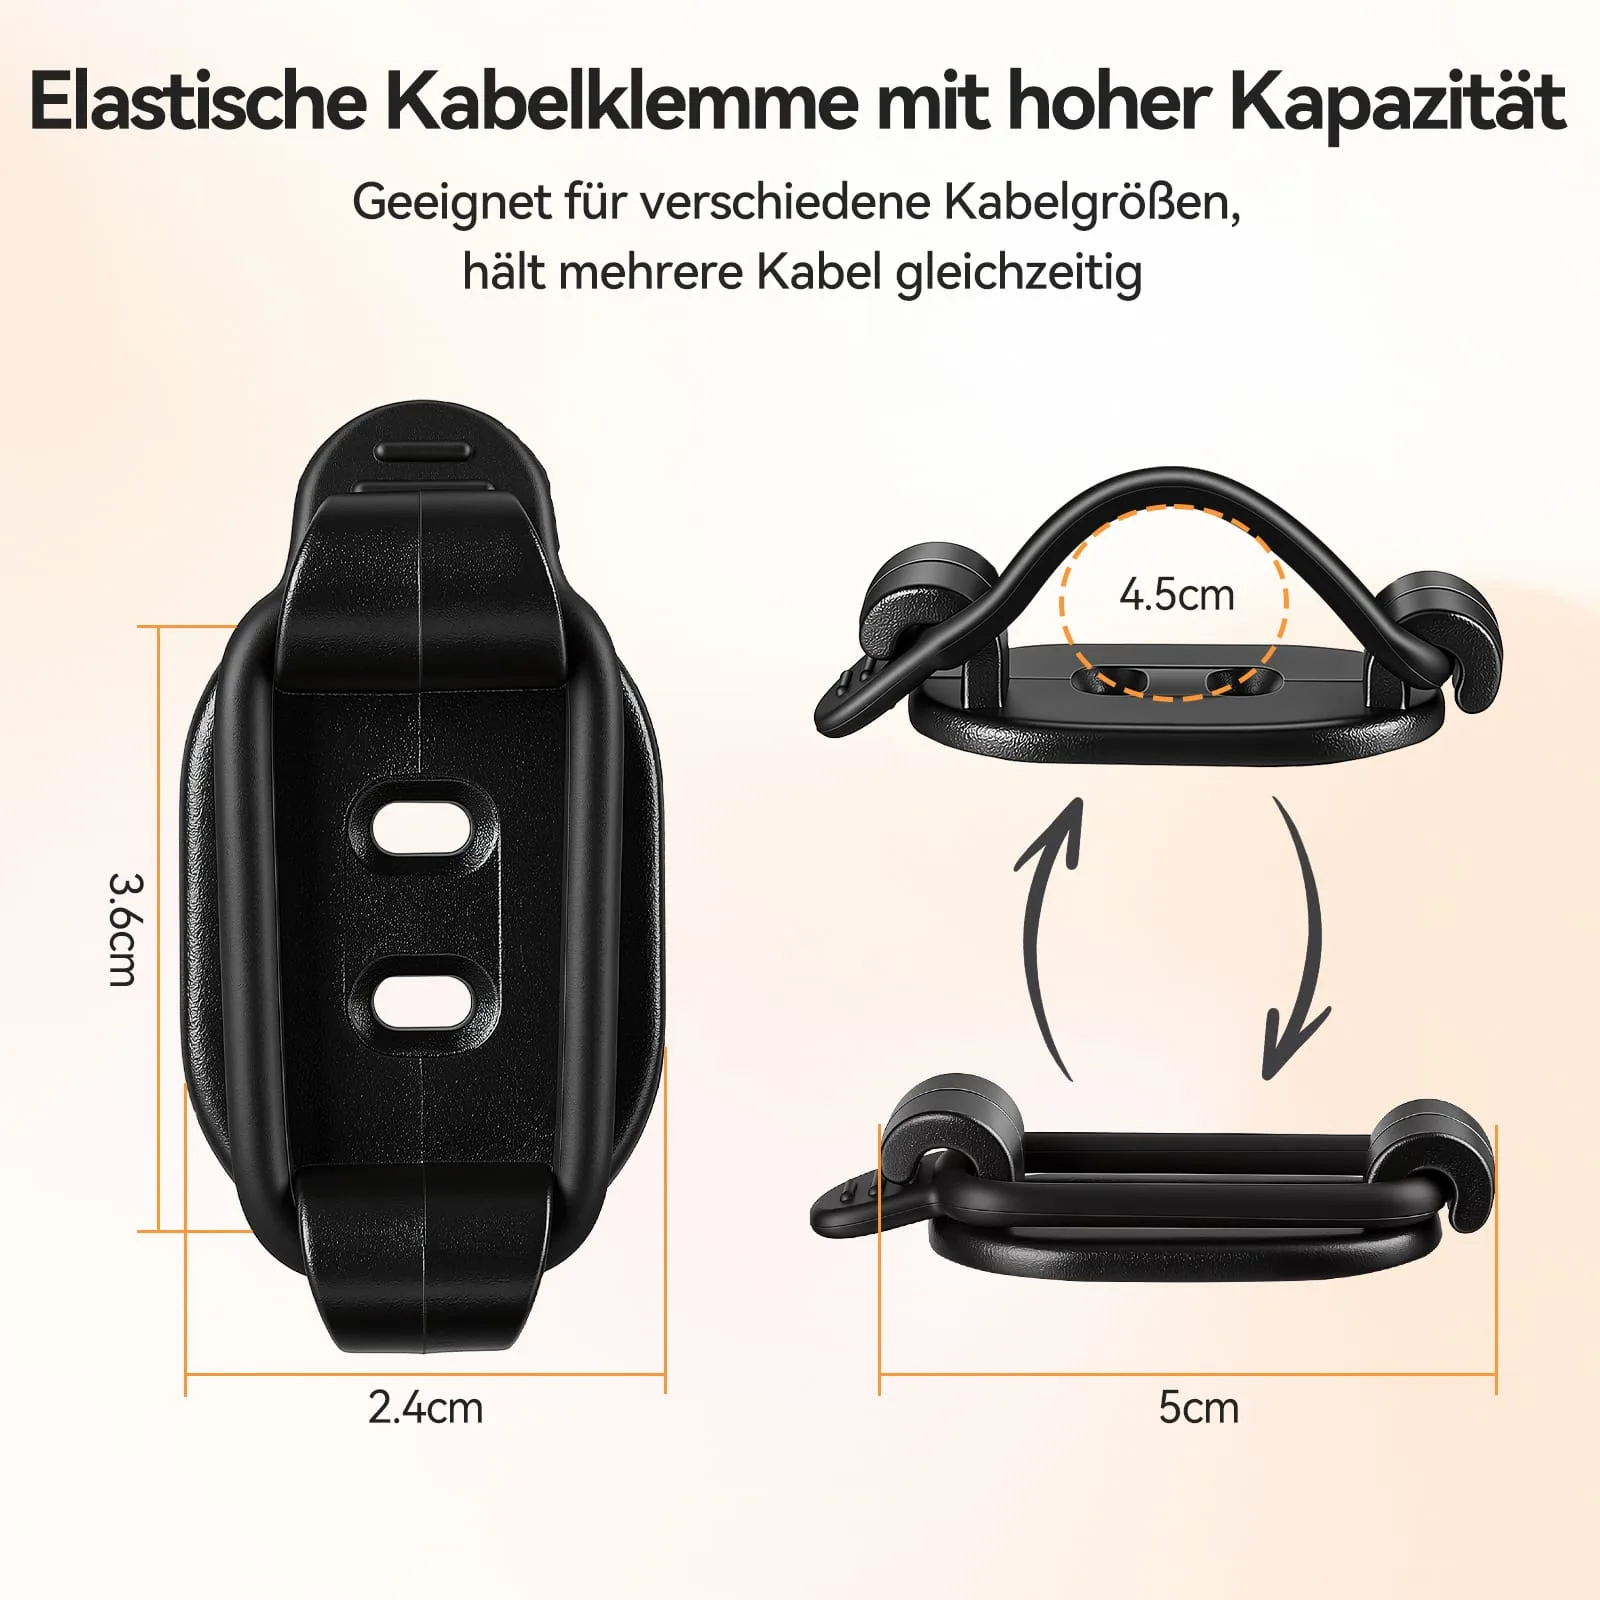 Elastische Kabelklemme mit hoher Kapazität
Geeignet für verschiedene Kabelgrößen,
hält mehrere Kabel gleichzeitig
4.5cm
3.6cm
2.4cm
5cm